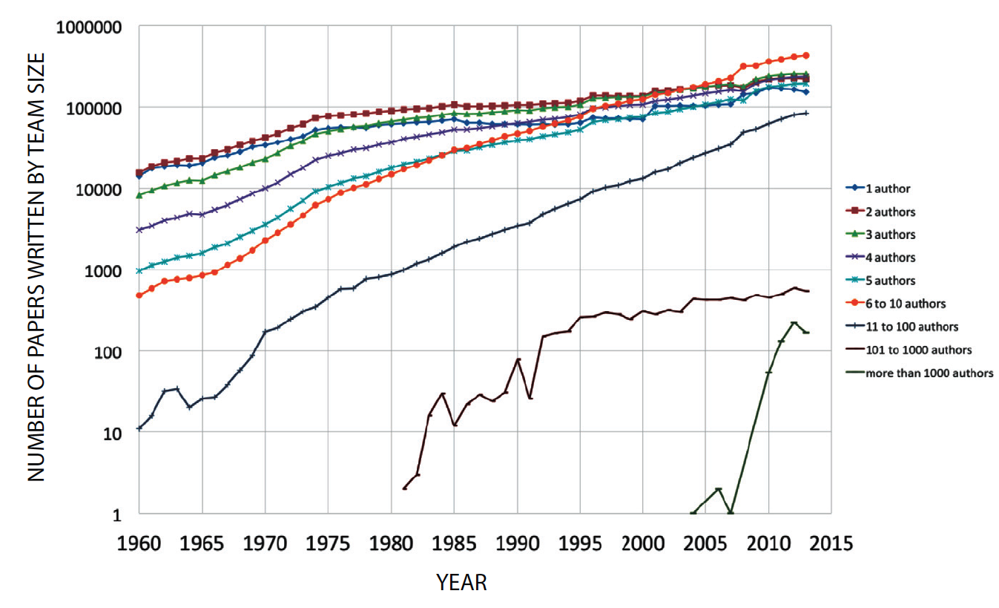 NUMBER OF PAPERS WRITTEN BY TEAM SIZE
1000000
100000
10000
1000
100
10
1
1960 1965 1970 1975 1980 1985 1990 1995 2000 2005 2010 2015
YEAR
1 author
2 authors
3 authors
4 authors
5 authors
6 to 10 authors
11 to 100 authors
101 to 1000 authors
more than 1000 authors